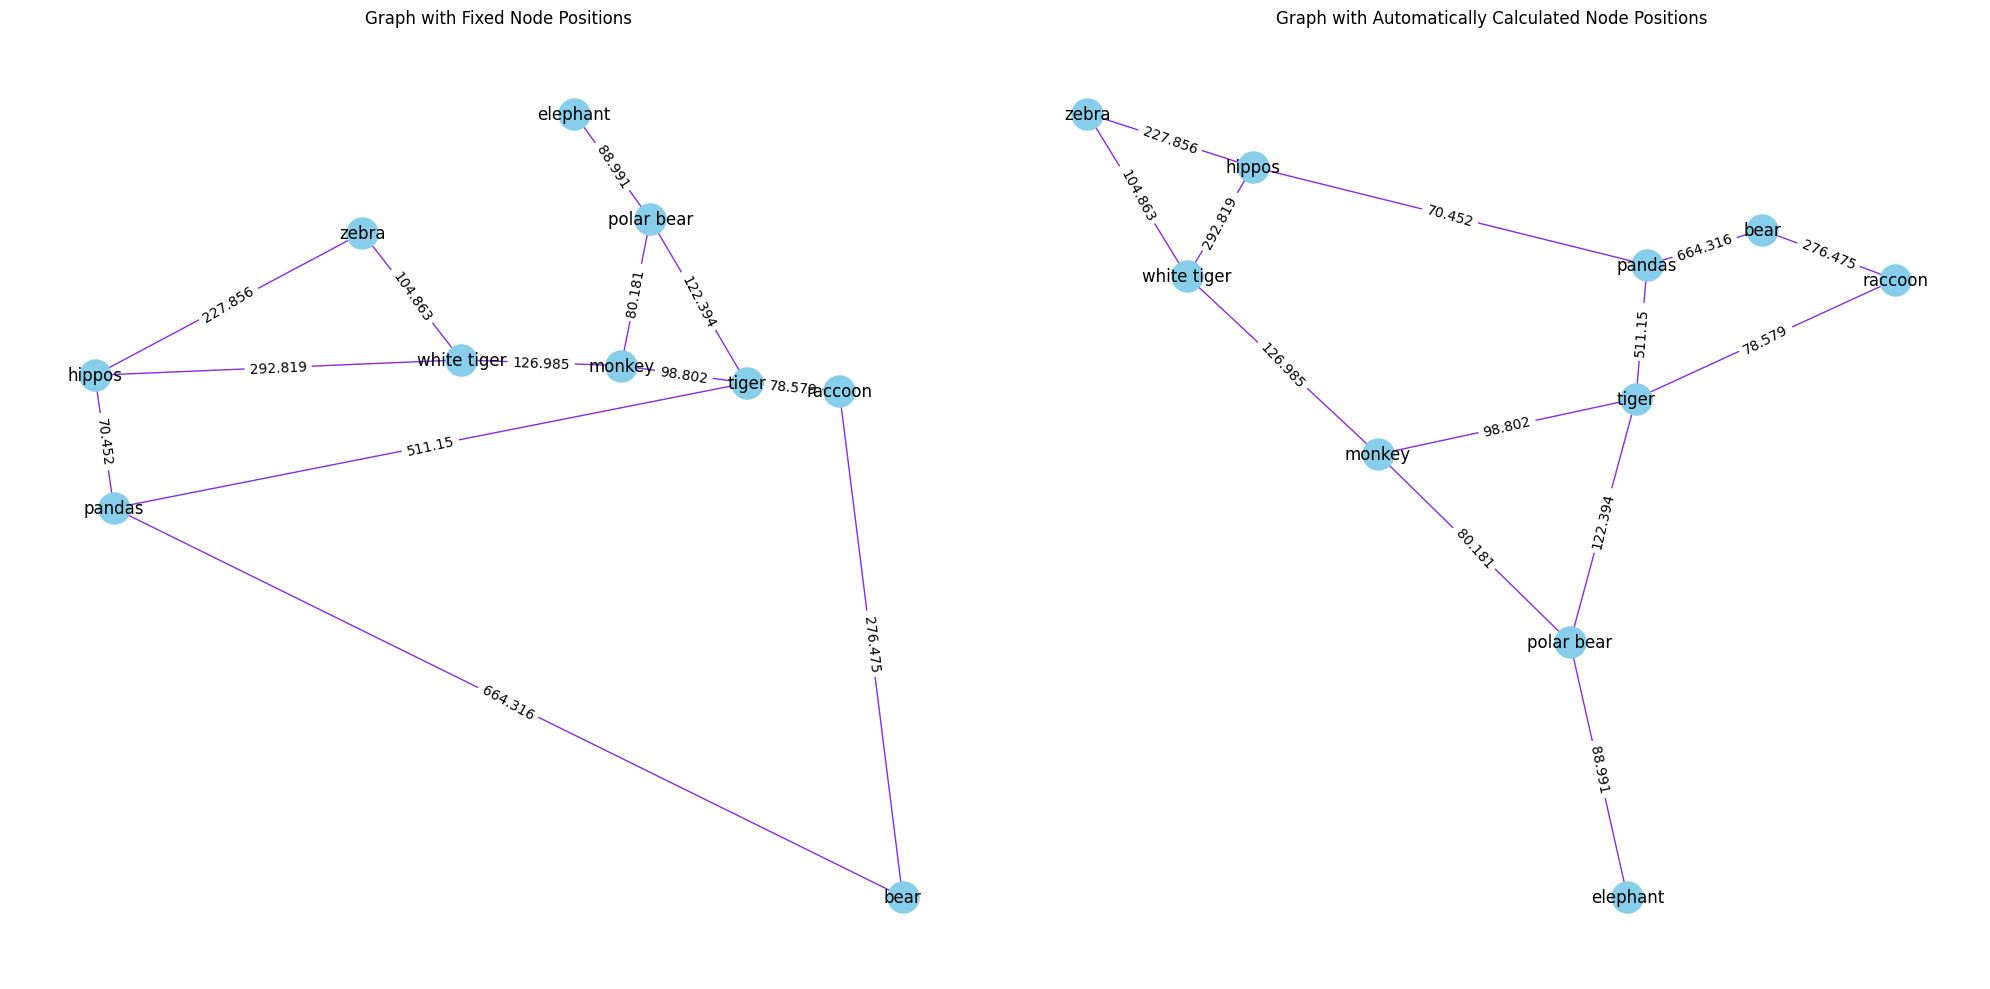 Graph with Fixed Node Positions
elephant
88.991
polar bear
zebra
104.863
80.181
122.394
227.856
white tiger
126.985
monkey
98.802
tiger
78.579
raccoon
hippos
292.819
70.452
511.15
pandas
276.475
664.316
bear
Graph with Automatically Calculated Node Positions
zebra
227.856
hippos
104.863
292.819
70.452
bear
664.316
276.475
pandas
raccoon
white tiger
511.15
78.579
126.985
tiger
98.802
monkey
122.394
80.181
polar bear
88.991
elephant